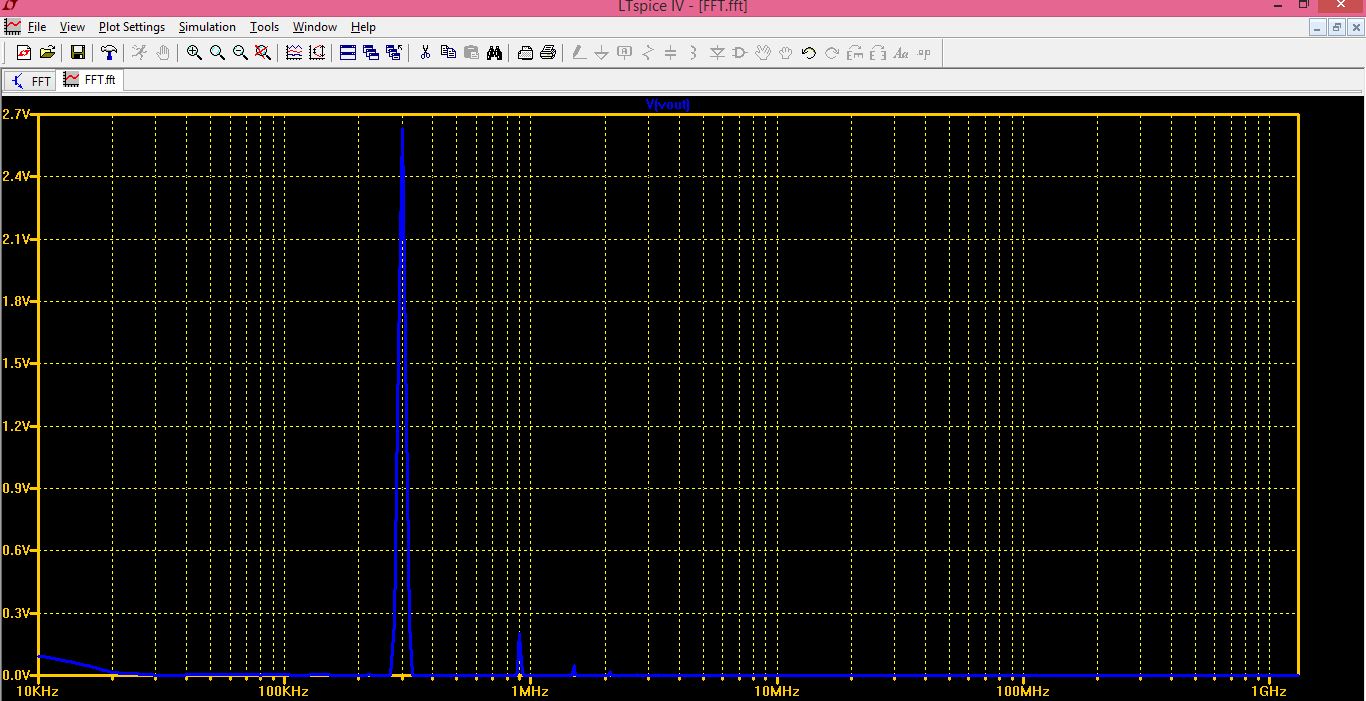 LTspice IV - [FFT.fft]
File View Plot Settings Simulation Tools Window Help
FFT FFT.fft
V(vout)
2.7V
2.4V
2.1V
1.8V
1.5V
1.2V
0.9V
0.6V
0.3V
0.0V
10KHz 100KHz 1MHz 10MHz 100MHz 1GHz